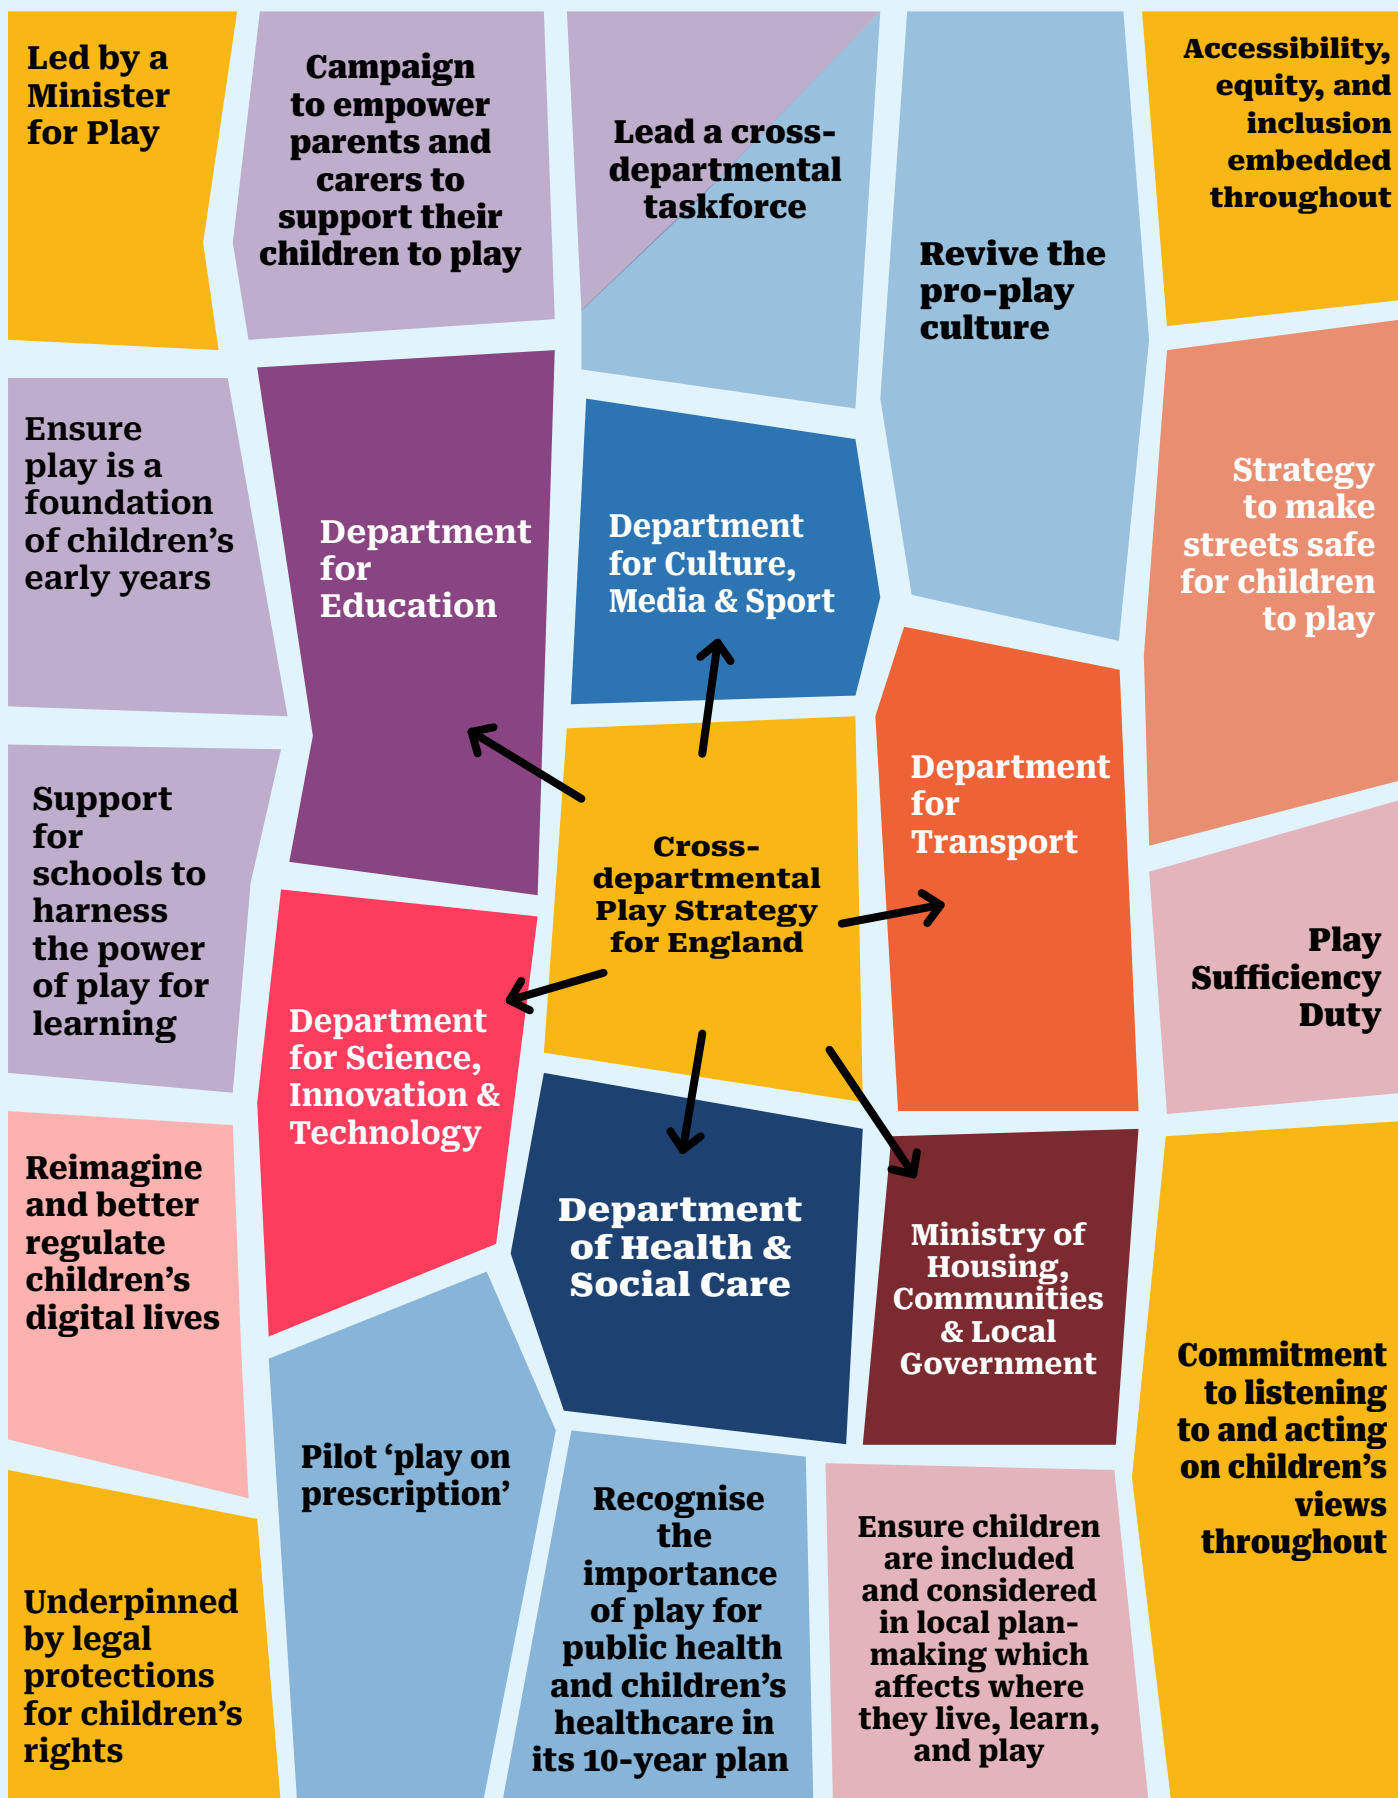 Led by a
Minister
for Play
Campaign
to empower
parents and
carers to
support their
children to play
Lead a cross-
departmental
taskforce
Revive the
pro-play
culture
Accessibility,
equity, and
inclusion
embedded
throughout
Ensure
play is a
foundation
of children’s
early years
Department
for
Education
Department
for Culture,
Media & Sport
Strategy
to make
streets safe
for children
to play
Support
for
schools to
harness
the power
of play for
learning
Cross-
departmental
Play Strategy
for England
Department
for
Transport
Play
Sufficiency
Duty
Department
for Science,
Innovation &
Technology
Reimagine
and better
regulate
children’s
digital lives
Department
of Health &
Social Care
Ministry of
Housing,
Communities
& Local
Government
Commitment
to listening
to and acting
on children’s
views
throughout
Underpinned
by legal
protections
for children’s
rights
Pilot ‘play on
prescription’
Recognise
the
importance
of play for
public health
and children’s
healthcare in
its 10-year plan
Ensure children
are included
and considered
in local plan-
making which
affects where
they live, learn,
and play